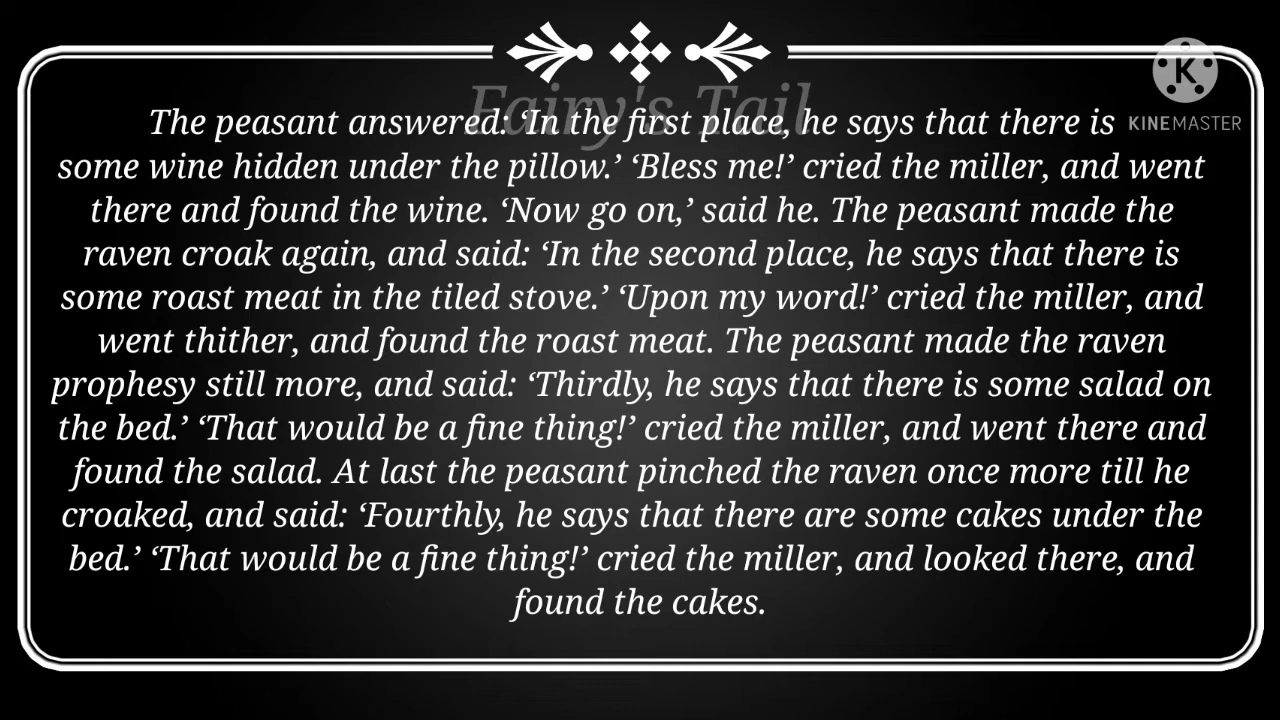 Fairy's Tail
The peasant answered: ‘In the first place, he says that there is
some wine hidden under the pillow.’ ‘Bless me!’ cried the miller, and went
there and found the wine. ‘Now go on,’ said he. The peasant made the
raven croak again, and said: ‘In the second place, he says that there is
some roast meat in the tiled stove.’ ‘Upon my word!’ cried the miller, and
went thither, and found the roast meat. The peasant made the raven
prophesy still more, and said: ‘Thirdly, he says that there is some salad on
the bed.’ ‘That would be a fine thing!’ cried the miller, and went there and
found the salad. At last the peasant pinched the raven once more till he
croaked, and said: ‘Fourthly, he says that there are some cakes under the
bed.’ ‘That would be a fine thing!’ cried the miller, and looked there, and
found the cakes.
K
KINEMASTER